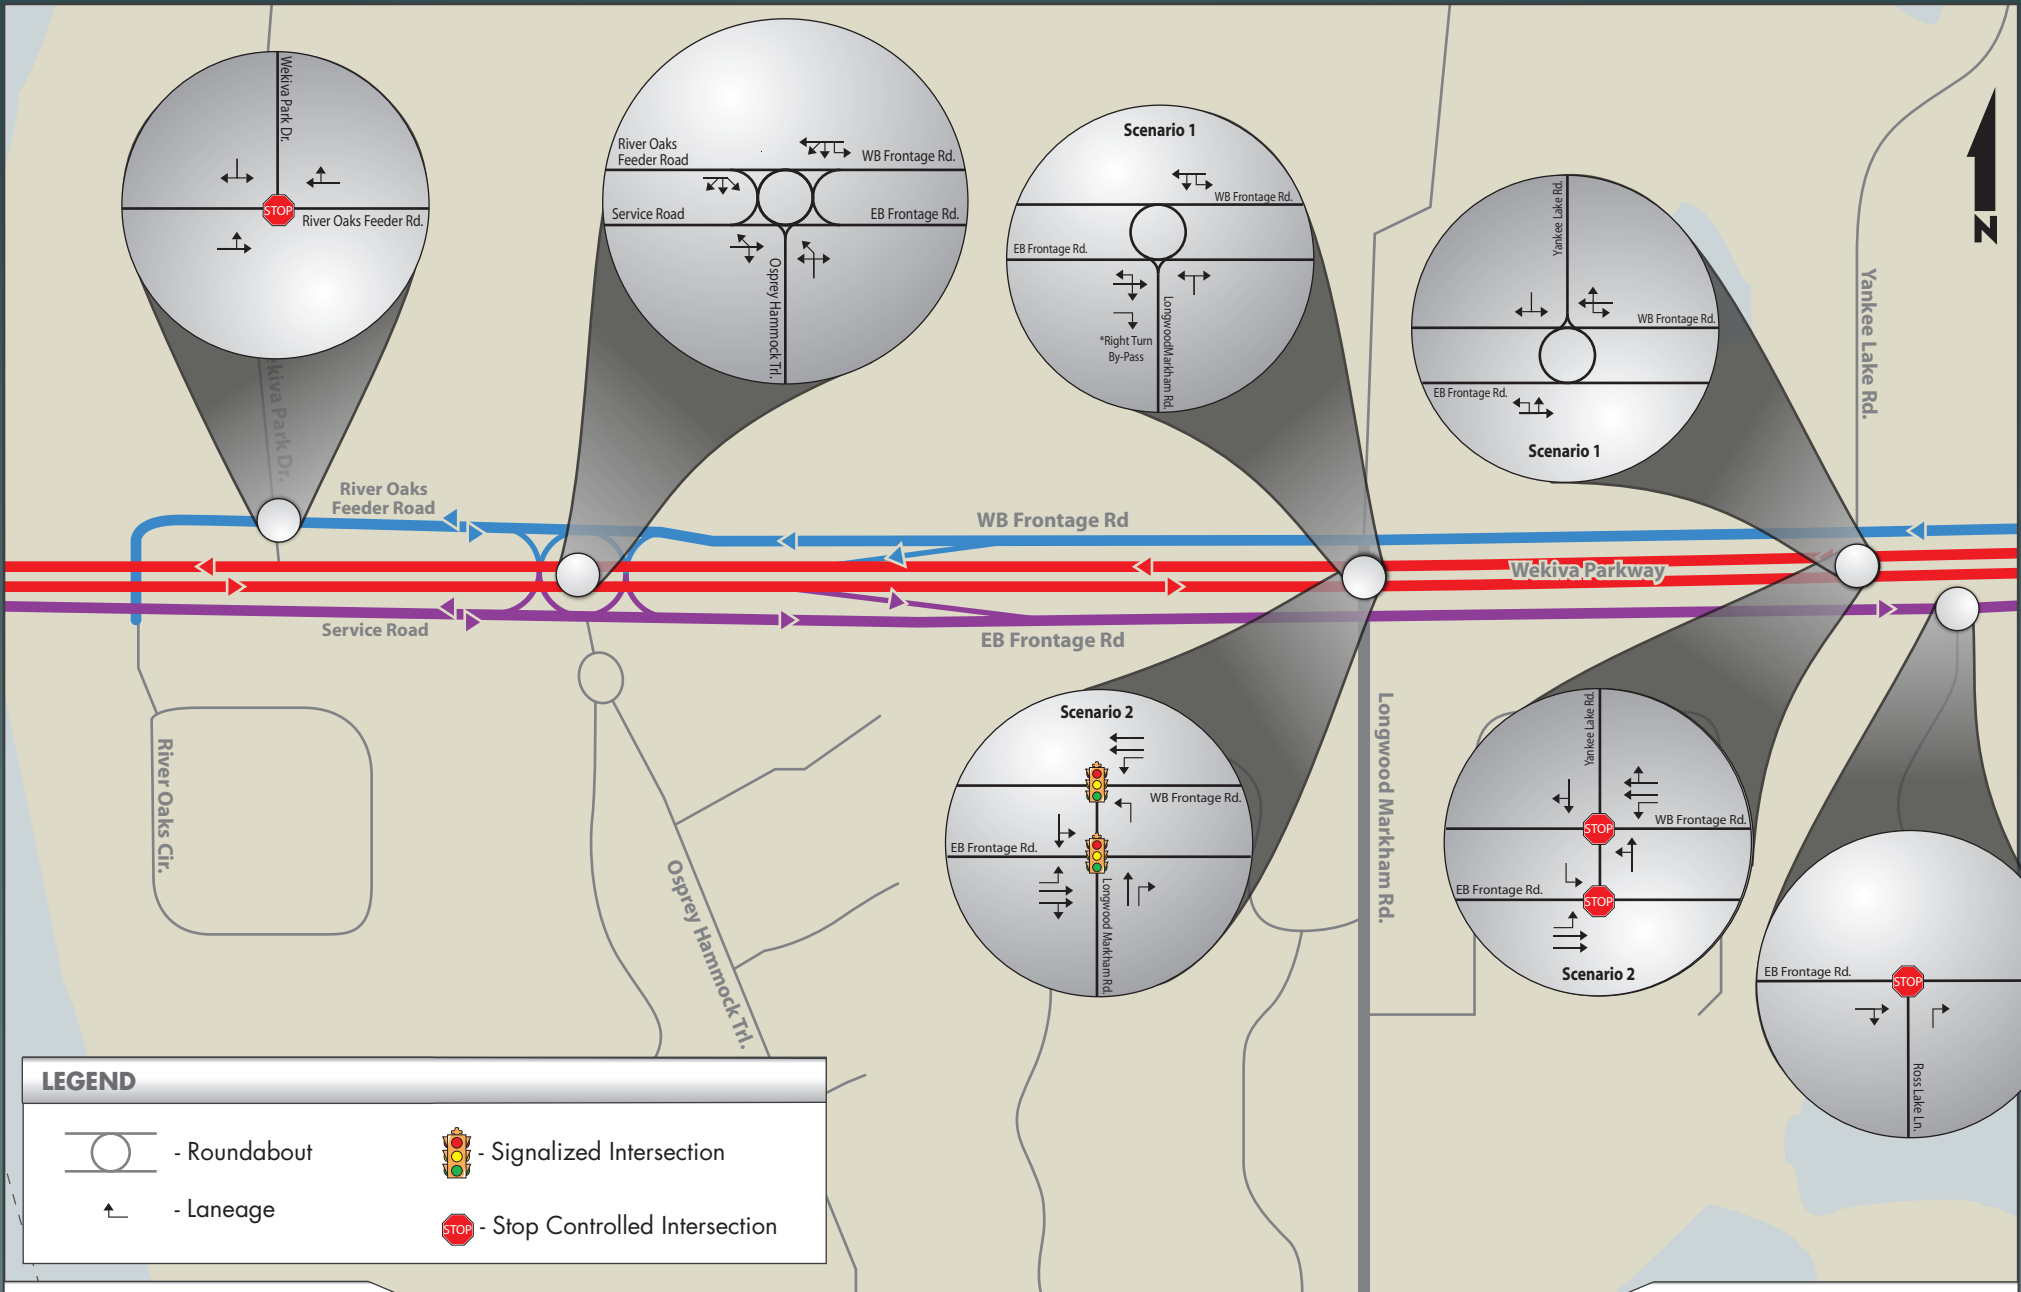 Wekiva Park Dr.
STOP
River Oaks Feeder Rd.
River Oaks
Feeder Road
WB Frontage Rd.
Service Road
EB Frontage Rd.
Osprey Hammock Trl.
Scenario 1
WB Frontage Rd.
EB Frontage Rd.
*Right Turn
By-Pass
LongwoodMarkham Rd.
Yankee Lake Rd.
WB Frontage Rd.
EB Frontage Rd.
Scenario 1
N
Yankee Lake Rd.
ekiva Park Dr.
River Oaks
Feeder Road
WB Frontage Rd
Wekiva Parkway
Service Road
EB Frontage Rd
River Oaks Cir.
Osprey Hammock Trl.
Longwood Markham Rd.
Scenario 2
WB Frontage Rd.
EB Frontage Rd.
Longwood Markham Rd.
Yankee Lake Rd.
STOP
WB Frontage Rd.
EB Frontage Rd.
STOP
Scenario 2
EB Frontage Rd.
STOP
Ross Lake Ln.
LEGEND
- Roundabout
- Signalized Intersection
- Laneage
STOP - Stop Controlled Intersection